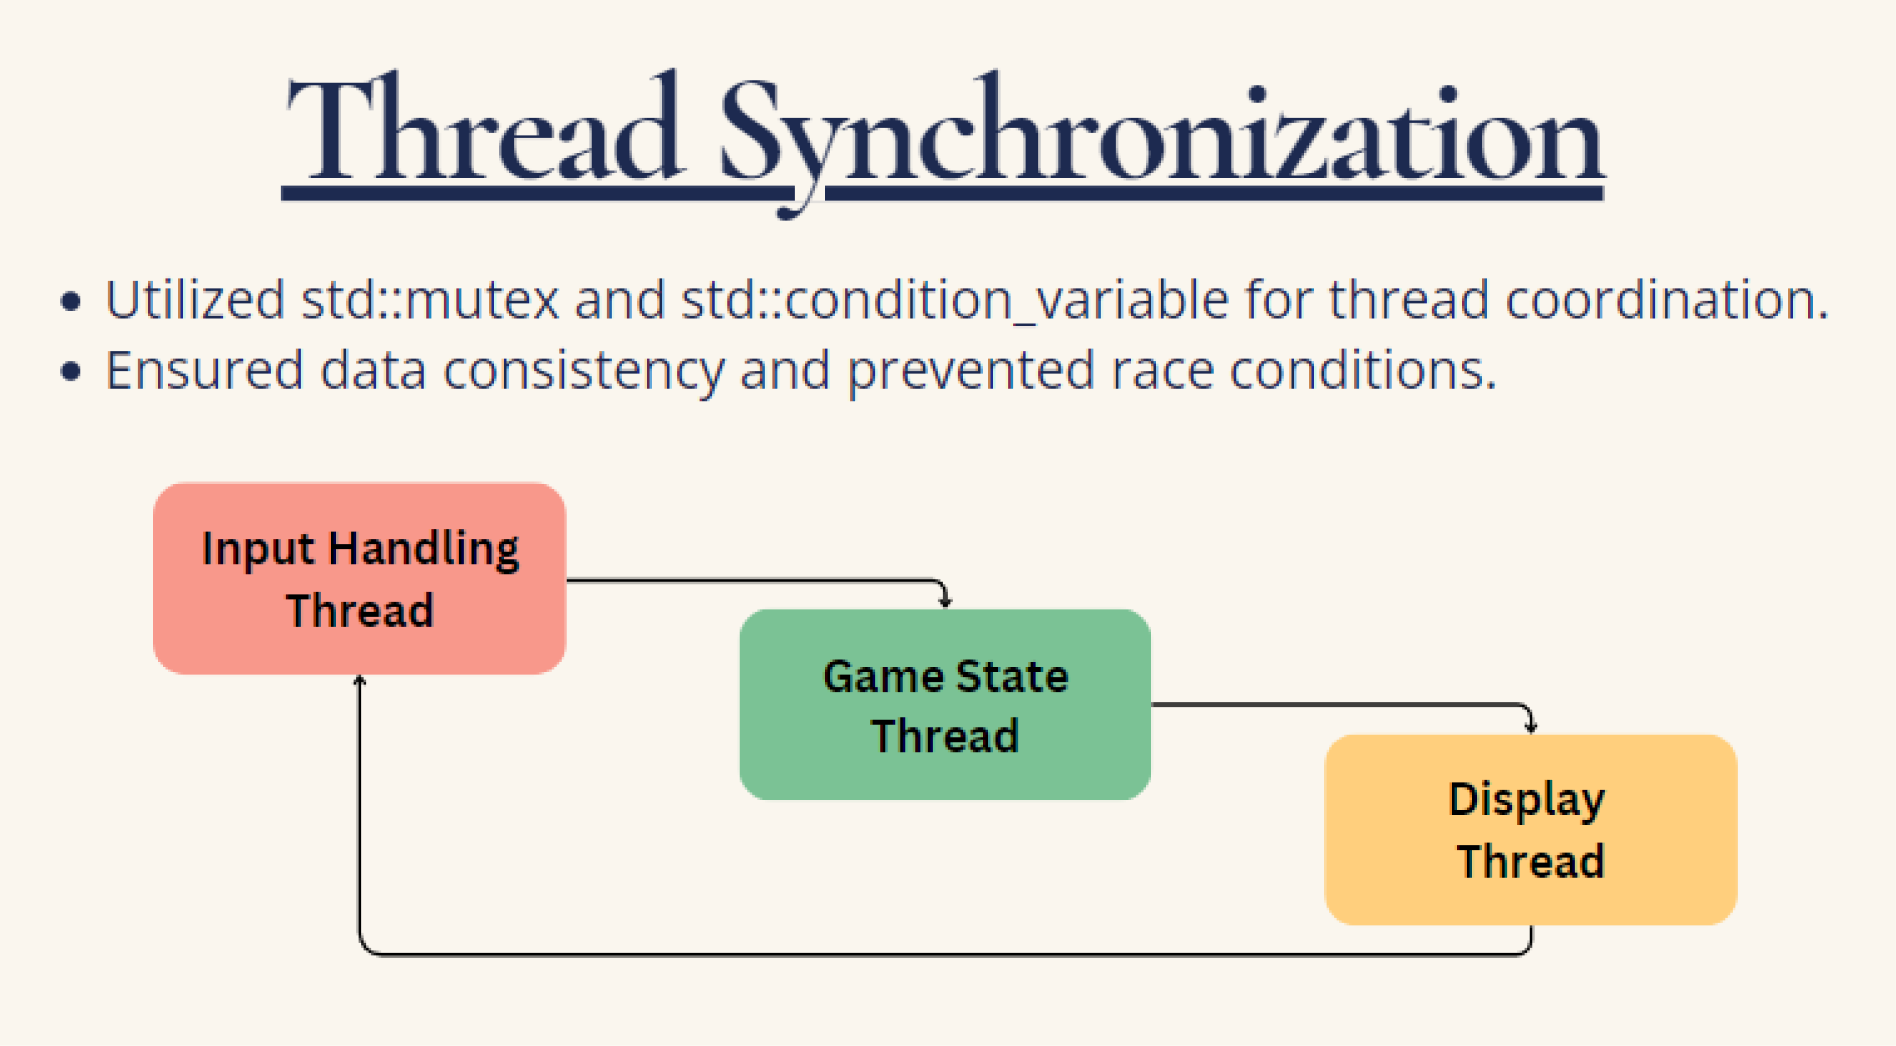 Thread Synchronization
• Utilized std::mutex and std::condition_variable for thread coordination.
• Ensured data consistency and prevented race conditions.
Input Handling
Thread
Game State
Thread
Display
Thread